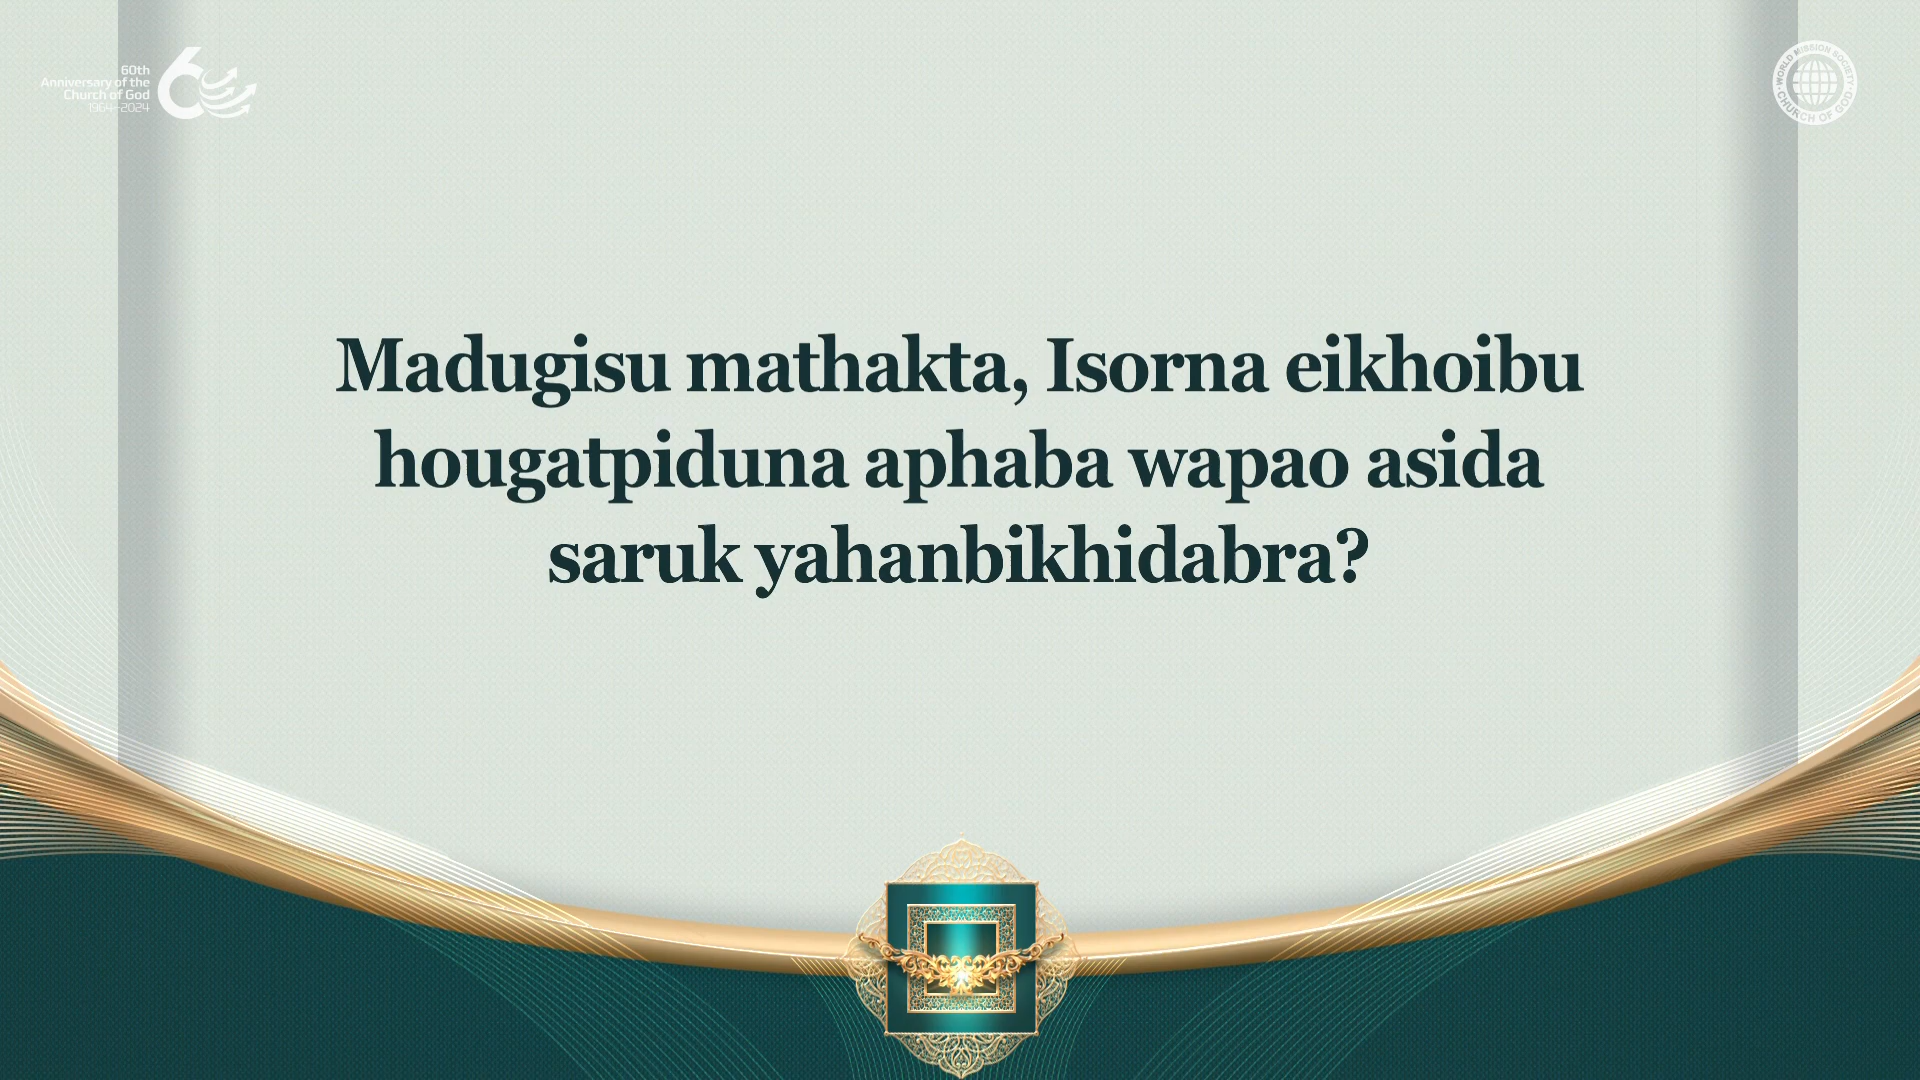 60th
Anniversary of the
Church of God
1964–2024
60
WORLD MISSION SOCIETY
CHURCH OF GOD
Madugisu mathakta, Isorna eikhoibu
hougatpiduna aphaba wapao asida
saruk yahanbikhidabra?